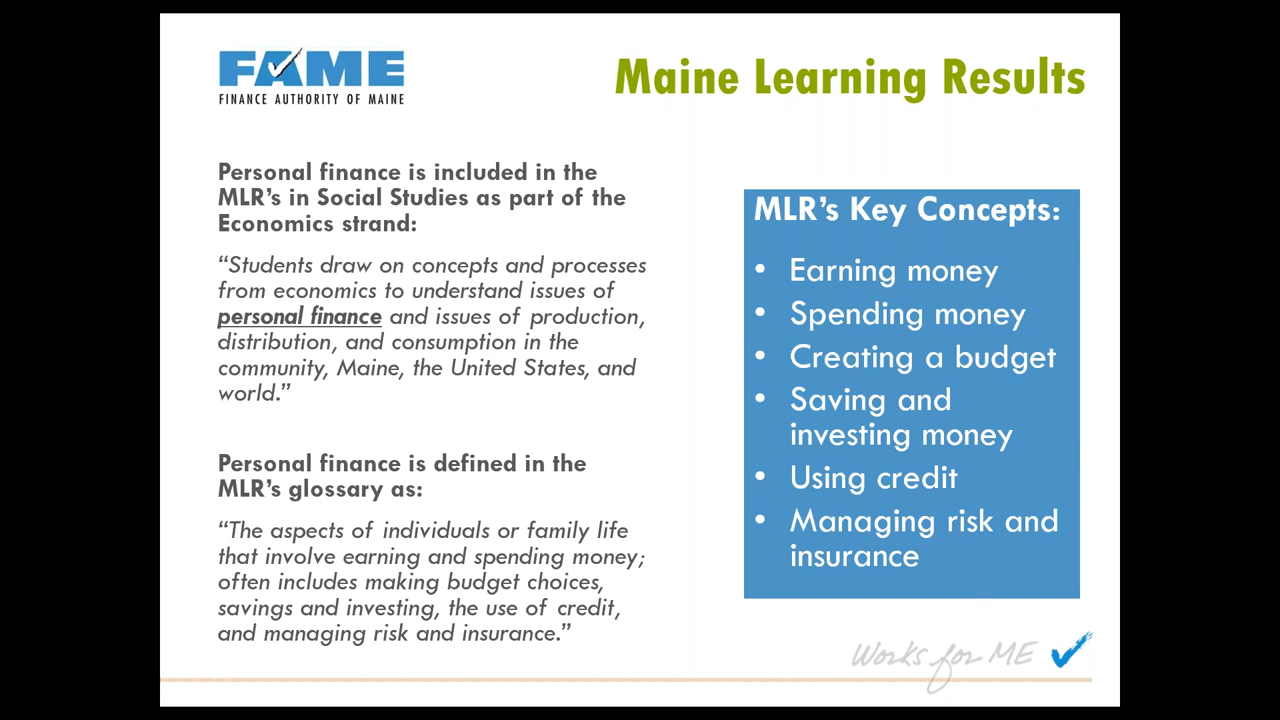 FAME
FINANCE AUTHORITY OF MAINE
Maine Learning Results
Personal finance is included in the
MLR’s in Social Studies as part of the
Economics strand:
“Students draw on concepts and processes
from economics to understand issues of
personal finance and issues of production,
distribution, and consumption in the
community, Maine, the United States, and
world.”
Personal finance is defined in the
MLR’s glossary as:
“The aspects of individuals or family life
that involve earning and spending money;
often includes making budget choices,
savings and investing, the use of credit,
and managing risk and insurance.”
MLR’s Key Concepts:
• Earning money
• Spending money
• Creating a budget
• Saving and
investing money
• Using credit
• Managing risk and
insurance
Works for ME